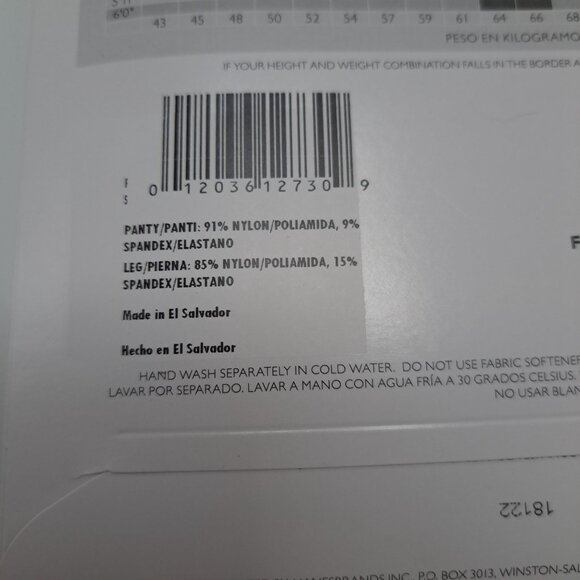 6'0"
43 45 48 50 52 54 57 59 61 64 66 68
PESO EN KILOGRAMO
IF YOUR HEIGHT AND WEIGHT COMBINATION FALLS IN THE BORDER A
0 12036 12730 9
PANTY/PANTI: 91% NYLON/POLIAMIDA, 9%
SPANDEX/ELASTANO
LEG/PIERNA: 85% NYLON/POLIAMIDA, 15%
SPANDEX/ELASTANO
Made in El Salvador
Hecho en El Salvador
HAND WASH SEPARATELY IN COLD WATER. DO NOT USE FABRIC SOFTENER
LAVAR POR SEPARADO. LAVAR A MANO CON AGUA FRÍA A 30 GRADOS CELSIUS.
NO USAR BLAN
18122
HANESBRANDS INC. P.O. BOX 3013, WINSTON-SAL